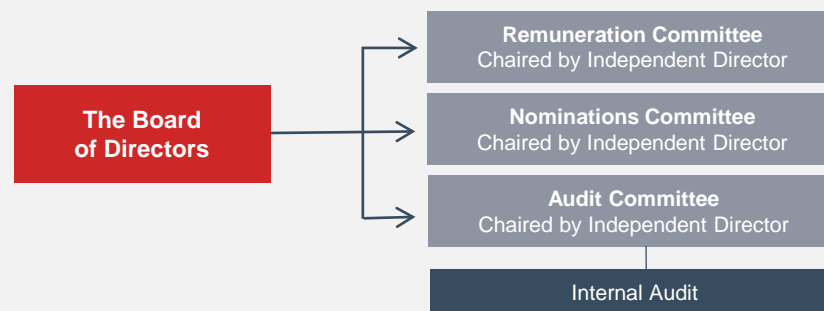 The Board
of Directors
Remuneration Committee
Chaired by Independent Director
Nominations Committee
Chaired by Independent Director
Audit Committee
Chaired by Independent Director
Internal Audit